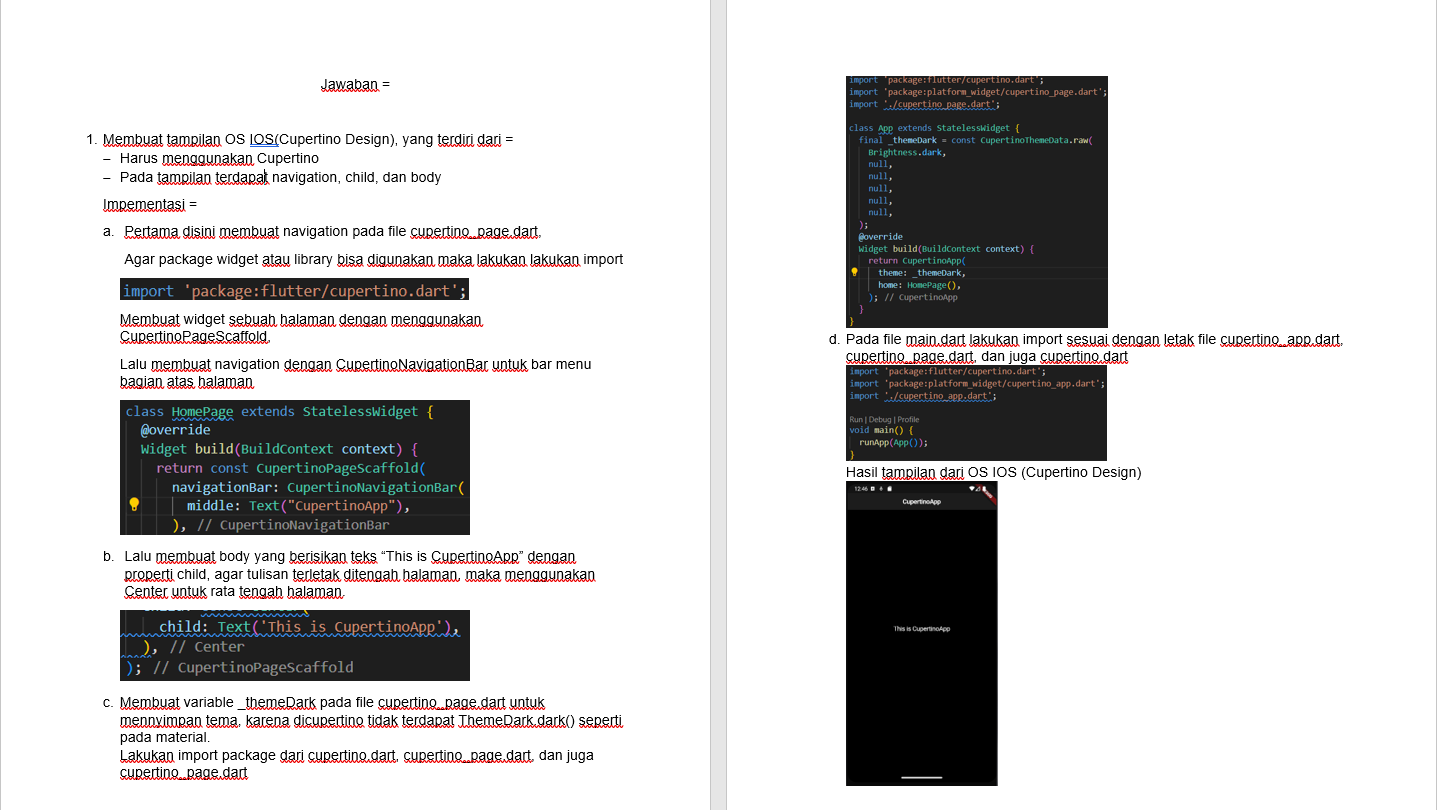 Jawaban =
1. Membuat tampilan OS IOS(Cupertino Design), yang terdiri dari =
– Harus menggunakan Cupertino
– Pada tampilan terdapat navigation, child, dan body
Impementasi =
a. Pertama disini membuat navigation pada file cupertino_page.dart,
Agar package widget atau library bisa digunakan maka lakukan lakukan import
import 'package:flutter/cupertino.dart';
Membuat widget sebuah halaman dengan menggunakan
CupertinoPageScaffold,
Lalu membuat navigation dengan CupertinoNavigationBar untuk bar menu
bagian atas halaman
class HomePage extends StatelessWidget {
@override
Widget build(BuildContext context) {
return const CupertinoPageScaffold(
navigationBar: CupertinoNavigationBar(
middle: Text("CupertinoApp"),
), // CupertinoNavigationBar
b. Lalu membuat body yang berisikan teks “This is CupertinoApp” dengan
properti child, agar tulisan terletak ditengah halaman, maka menggunakan
Center untuk rata tengah halaman.
child: Text('This is CupertinoApp'),
), // Center
); // CupertinoPageScaffold
c. Membuat variable _themeDark pada file cupertino_page.dart untuk
mennyimpan tema, karena dicupertino tidak terdapat ThemeDark.dark() seperti
pada material.
Lakukan import package dari cupertino.dart, cupertino_page.dart, dan juga
cupertino_page.dart
import 'package:flutter/cupertino.dart';
import 'package:platform_widget/cupertino_page.dart';
import './cupertino_page.dart';
class App extends StatelessWidget {
final _themeDark = const CupertinoThemeData.raw(
Brightness.dark,
null,
null,
null,
null,
null,
);
@override
Widget build(BuildContext context) {
return CupertinoApp(
theme: _themeDark,
home: HomePage(),
); // CupertinoApp
}
}
d. Pada file main.dart lakukan import sesuai dengan letak file cupertino_app.dart,
cupertino_page.dart, dan juga cupertino.dart
import 'package:flutter/cupertino.dart';
import 'package:platform_widget/cupertino_app.dart';
import './cupertino_app.dart';
Run | Debug | Profile
void main() {
runApp(App());
}
Hasil tampilan dari OS IOS (Cupertino Design)
12:46
CupertinoApp
This is CupertinoApp